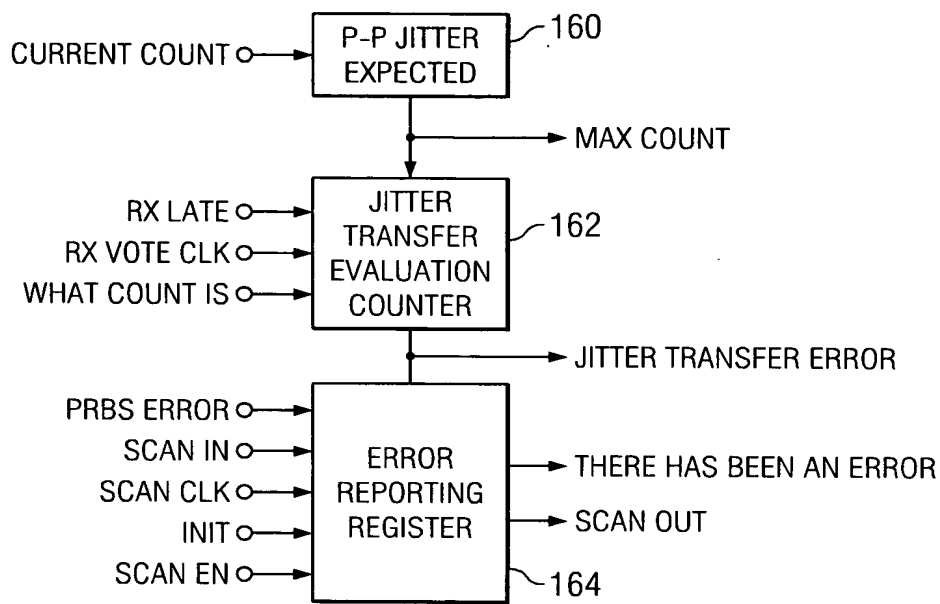 P-P JITTER
EXPECTED
160
CURRENT COUNT
MAX COUNT
JITTER
TRANSFER
EVALUATION
COUNTER
162
RX LATE
RX VOTE CLK
WHAT COUNT IS
JITTER TRANSFER ERROR
PRBS ERROR
SCAN IN
SCAN CLK
INIT
SCAN EN
ERROR
REPORTING
REGISTER
THERE HAS BEEN AN ERROR
SCAN OUT
164